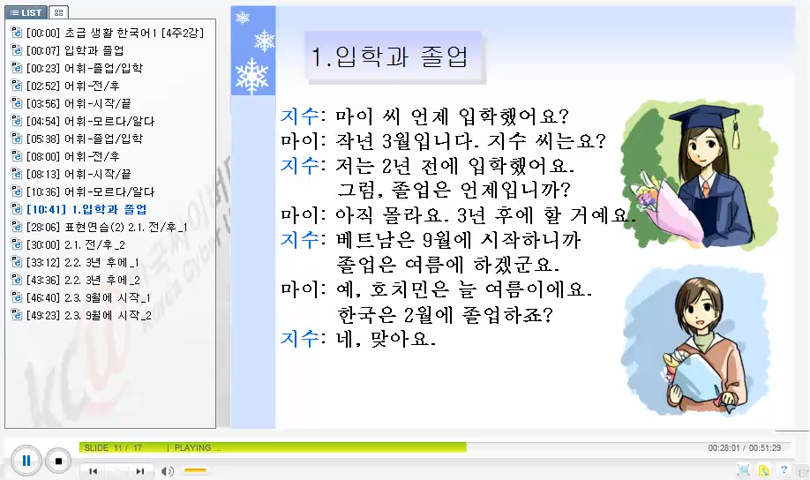 LIST
[00:00] 초급 생활 한국어1 [4주2강]
[00:07] 입학과 졸업
[00:23] 어휘-졸업/입학
[02:52] 어휘-전/후
[03:56] 어휘-시작/끝
[04:54] 어휘-모르다/알다
[05:38] 어휘-졸업/입학
[08:00] 어휘-전/후
[08:13] 어휘-시작/끝
[10:36] 어휘-모르다/알다
[10:41] 1.입학과 졸업
[28:06] 표현연습(2) 2.1. 전/후_1
[30:00] 2.1. 전/후_2
[33:12] 2.2. 3년 후에_1
[43:36] 2.2. 3년 후에_2
[46:40] 2.3. 9월에 시작_1
[49:23] 2.3. 9월에 시작_2
1.입학과 졸업
지수: 마이 씨 언제 입학했어요?
마이: 작년 3월입니다. 지수 씨는요?
지수: 저는 2년 전에 입학했어요.
그럼, 졸업은 언제입니까?
마이: 아직 몰라요. 3년 후에 할 거예요.
지수: 베트남은 9월에 시작하니까
졸업은 여름에 하겠군요.
마이: 예, 호치민은 늘 여름이에요.
한국은 2월에 졸업하죠?
지수: 네, 맞아요.
SLIDE 11 / 17 | PLAYING ...
00:28:01 / 00:51:29